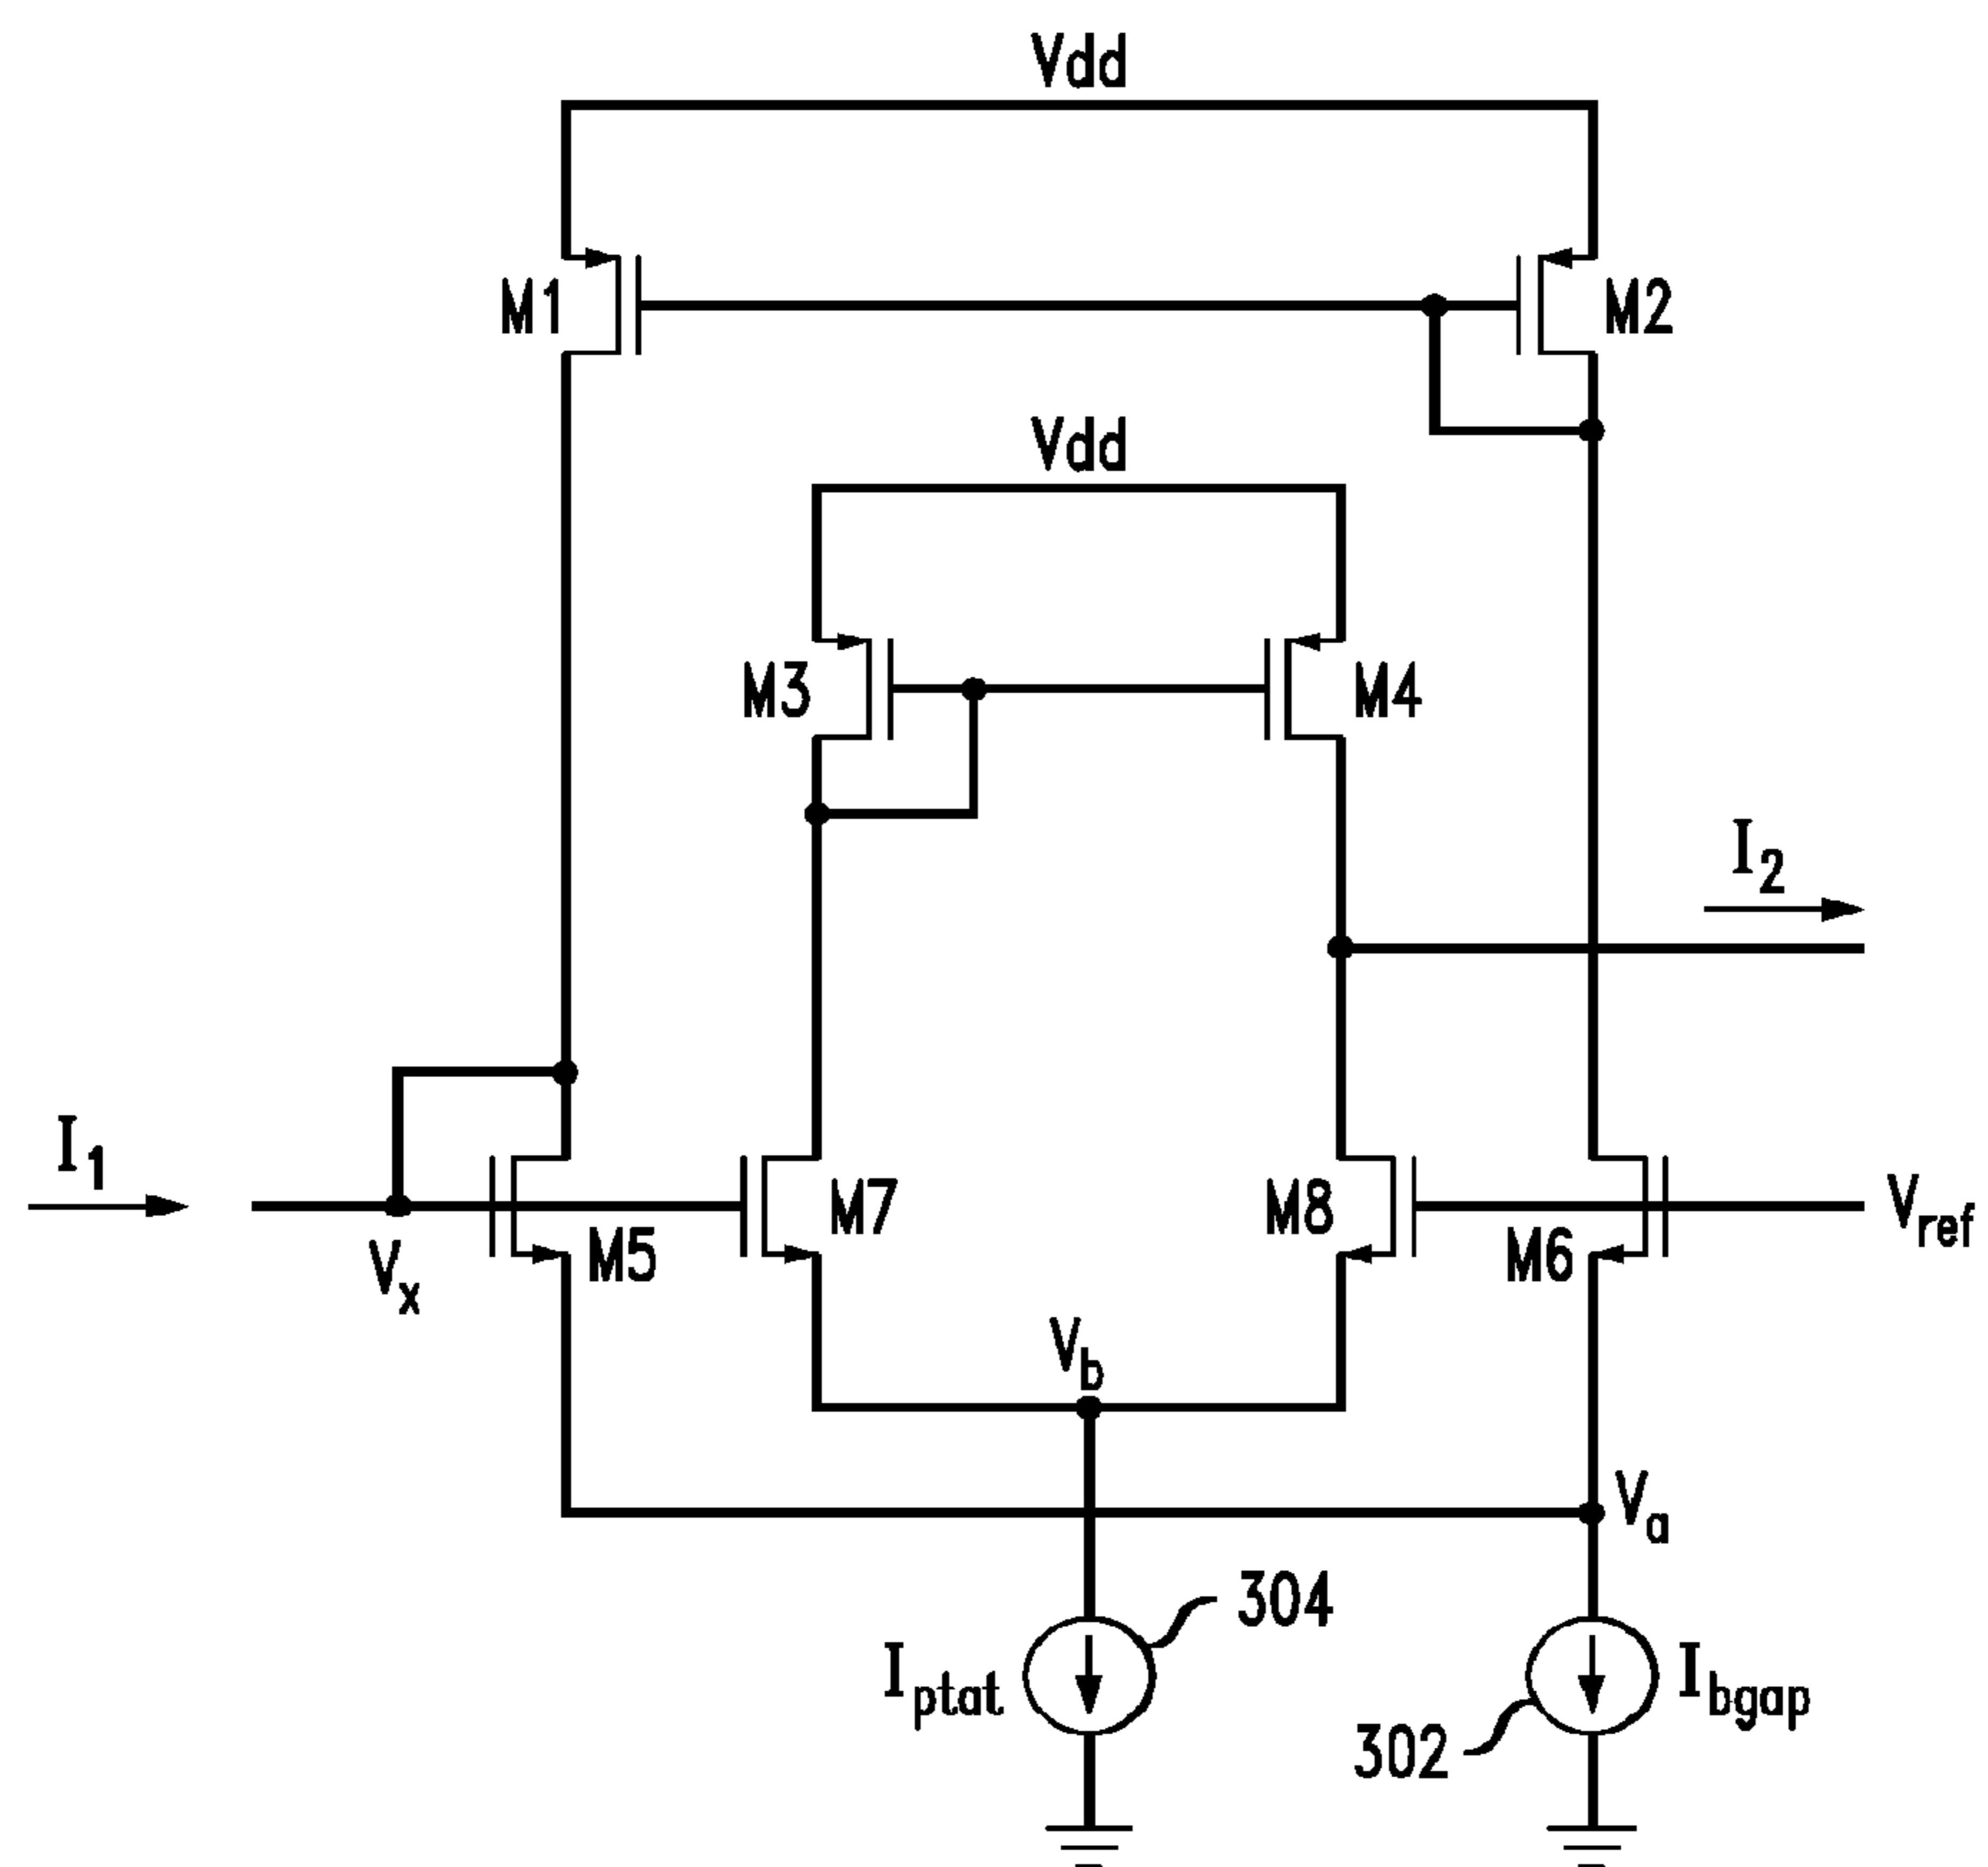 Vdd
M1
M2
Vdd
M3
M4
I2
I1
Vx
M5
M7
M8
M6
Vref
Vb
Va
304
Iptat
Ibgap
302